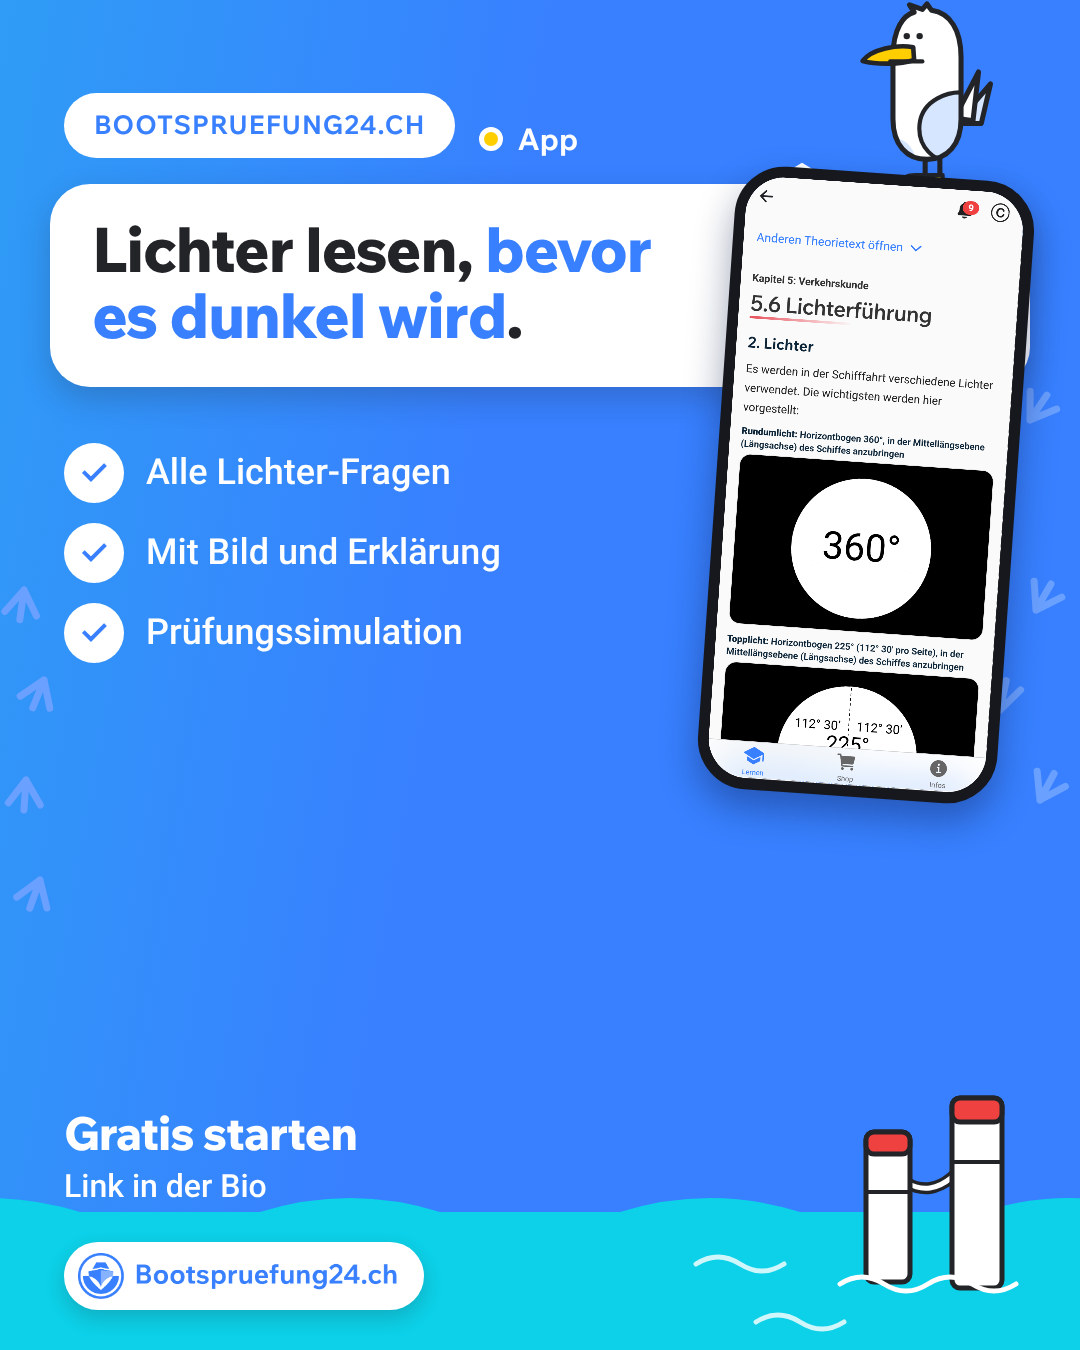 BOOTSPRUEFUNG24.CH
App
Lichter lesen, bevor
es dunkel wird.
Alle Lichter-Fragen
Mit Bild und Erklärung
Prüfungssimulation
9
C
Anderen Theorietext öffnen
Kapitel 5: Verkehrskunde
5.6 Lichterführung
2. Lichter
Es werden in der Schifffahrt verschiedene Lichter
verwendet. Die wichtigsten werden hier
vorgestellt:
Rundumlicht: Horizontbogen 360°, in der Mittellängsebene
(Längsachse) des Schiffes anzubringen
360°
Topplicht: Horizontbogen 225° (112° 30' pro Seite), in der
Mittellängsebene (Längsachse) des Schiffes anzubringen
112° 30' 112° 30'
225°
Lernen Shop Infos
Gratis starten
Link in der Bio
Bootspruefung24.ch